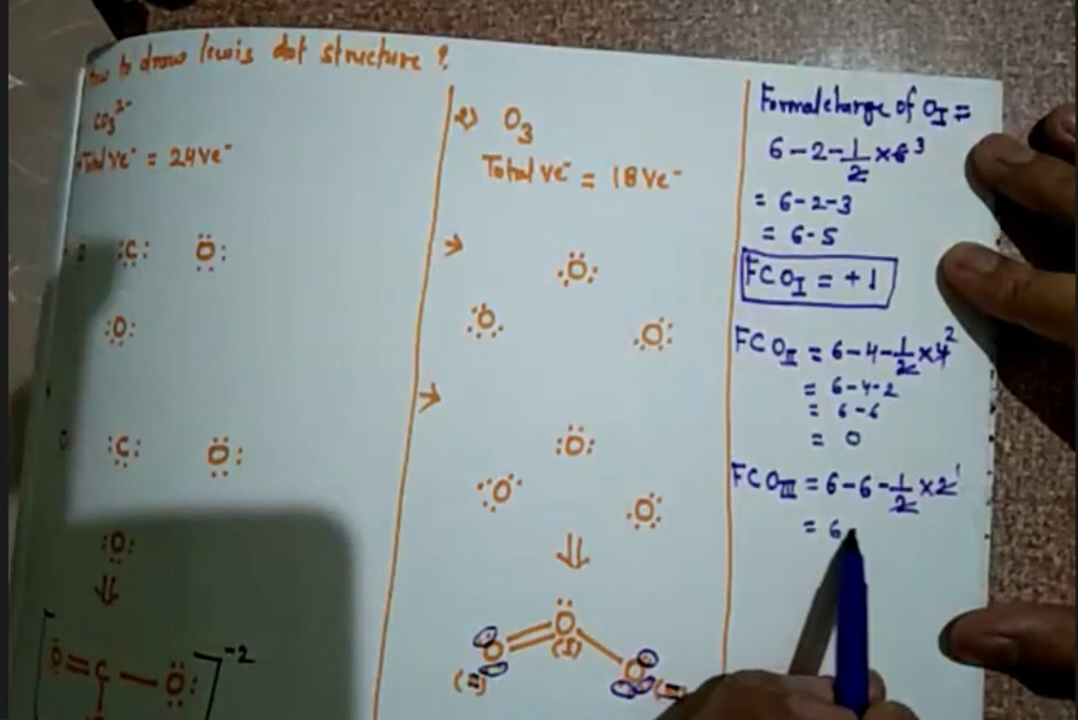 How to draw lewis dot structure ?
CO3 2-
Total ve- = 24ve-
:C: O:
:O:
:C: O:
:O:
O=C—O: -2
2) O3
Total ve- = 18ve-
→
O:
O:
O:
→
:O:
O
O:
⇓
O=O—O
(I)
(II)
Formal charge of OI =
6-2-1/2×6 3
= 6-2-3
= 6-5
FC OI = +1
FC OII = 6-4-1/2×4 2
= 6-4-2
= 6-6
= 0
FC OIII = 6-6-1/2×2 1
= 6